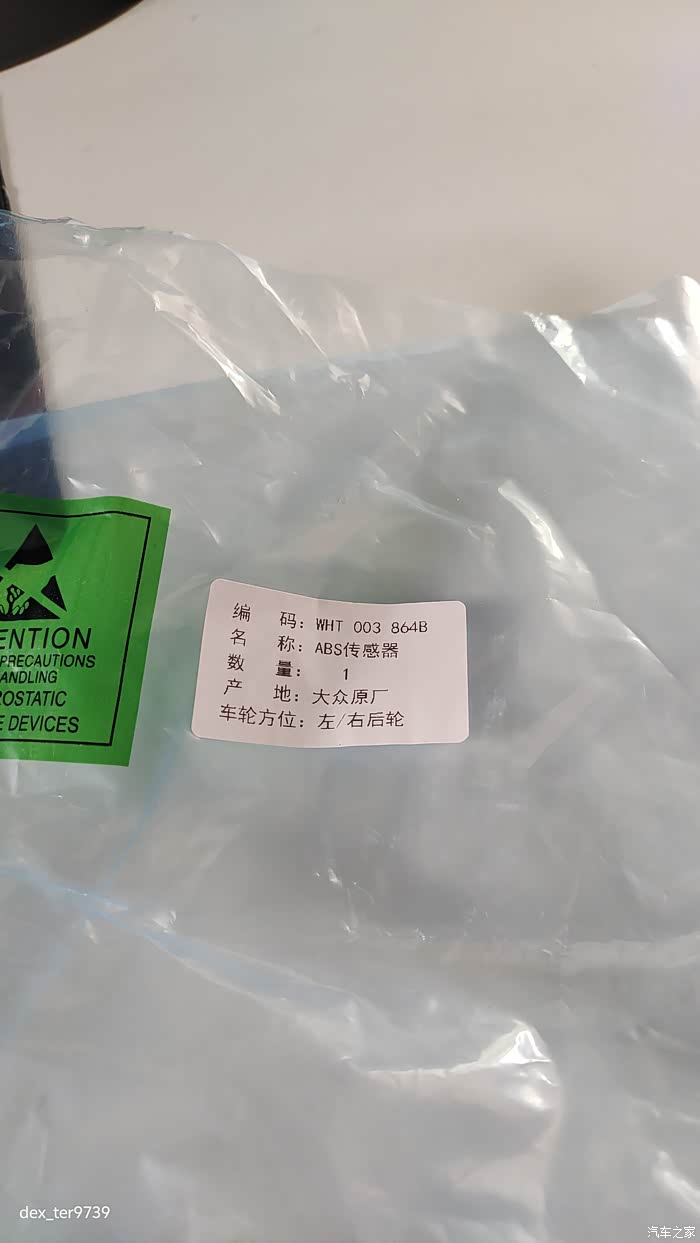 ENTION
PRECAUTIONS
ANDLING
ROSTATIC
E DEVICES
编 码：WHT 003 864B
名 称：ABS传感器
数 量： 1
产 地：大众原厂
车轮方位：左/右后轮
dex_ter9739
汽车之家